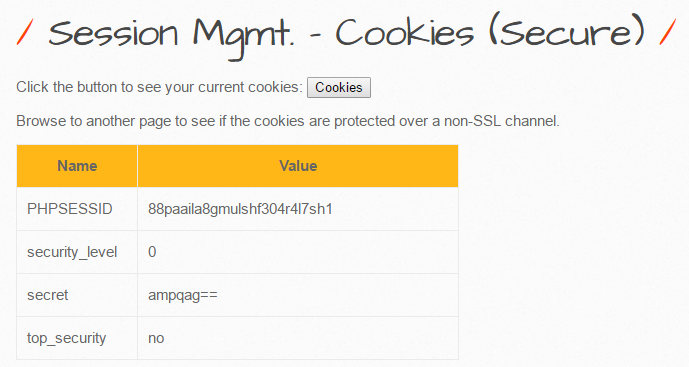 / Session Mgmt. - Cookies (Secure) /
Click the button to see your current cookies: Cookies
Browse to another page to see if the cookies are protected over a non-SSL channel.
Name Value
PHPSESSID 88paaila8gmulshf304r4l7sh1
security_level 0
secret ampqag==
top_security no